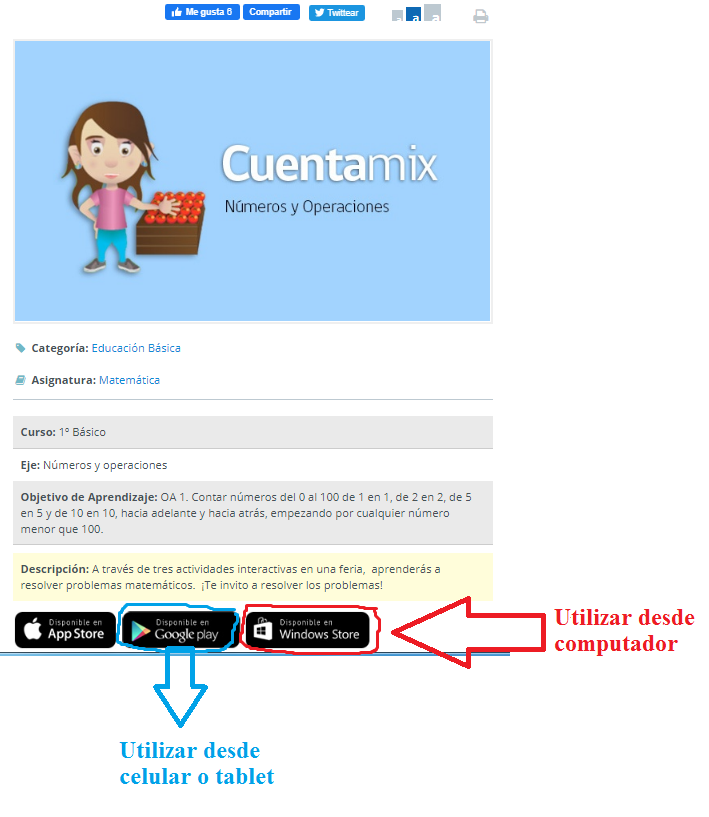 Me gusta 6 Compartir Twittear a a a
Cuentamix
Números y Operaciones
Categoría: Educación Básica
Asignatura: Matemática
Curso: 1º Básico
Eje: Números y operaciones
Objetivo de Aprendizaje: OA 1. Contar números del 0 al 100 de 1 en 1, de 2 en 2, de 5
en 5 y de 10 en 10, hacia adelante y hacia atrás, empezando por cualquier número
menor que 100.
Descripción: A través de tres actividades interactivas en una feria, aprenderás a
resolver problemas matemáticos. ¡Te invito a resolver los problemas!
Disponible en
App Store
Disponible en
Google play
Disponible en
Windows Store
Utilizar desde
computador
Utilizar desde
celular o tablet